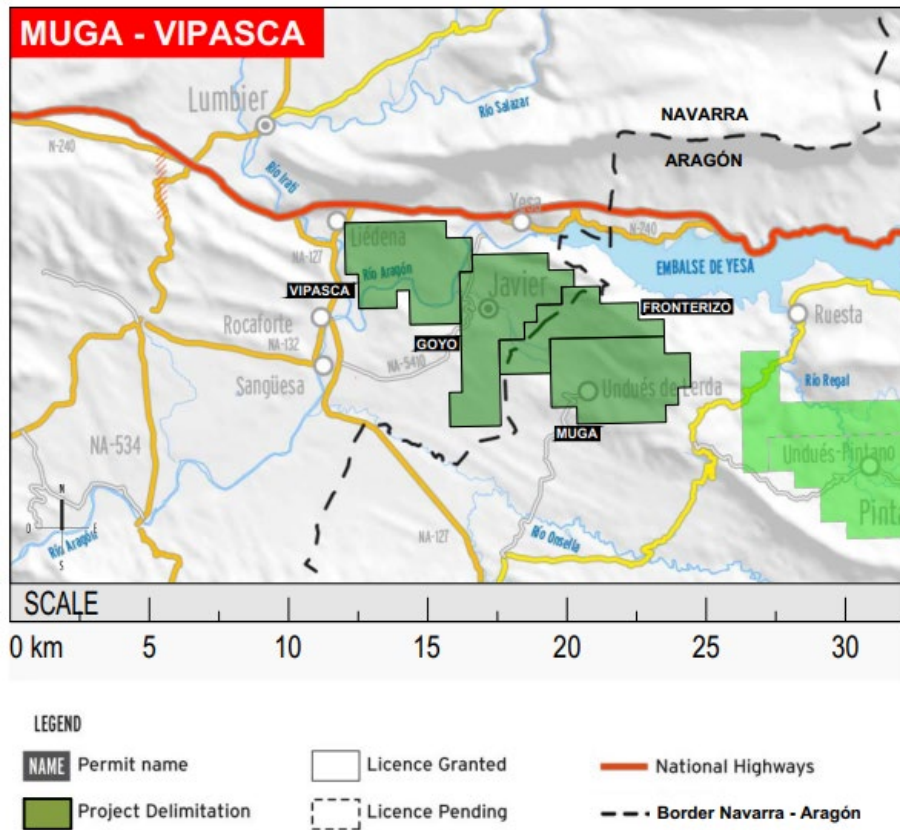 MUGA - VIPASCA
Lumbier
Río Salazar
NAVARRA
ARAGÓN
N-240
Río Irati
Yesa
Liédena
N-240
NA-127
Río Aragón
EMBALSE DE YESA
VIPASCA
Javier
FRONTERIZO
Rocaforte
Ruesta
GOYO
NA-132
NA-5410
Sangüesa
Río Regal
Undués de Lerda
MUGA
NA-534
Undués-Pintano
N
O E
S
Río Aragón
NA-127
Río Onsella
Pinta
SCALE
0 km 5 10 15 20 25 30
LEGEND
NAME Permit name
Licence Granted
National Highways
Project Delimitation
Licence Pending
Border Navarra - Aragón